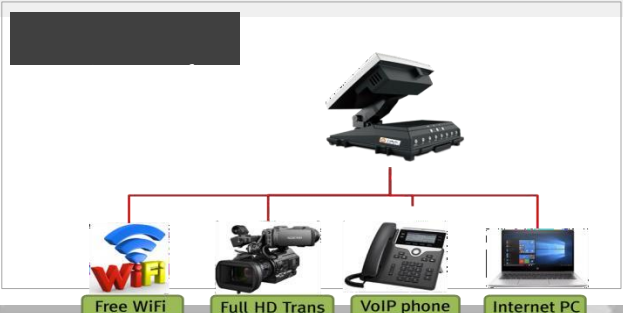 WiFi
Free WiFi
Full HD Trans
VoIP phone
Internet PC